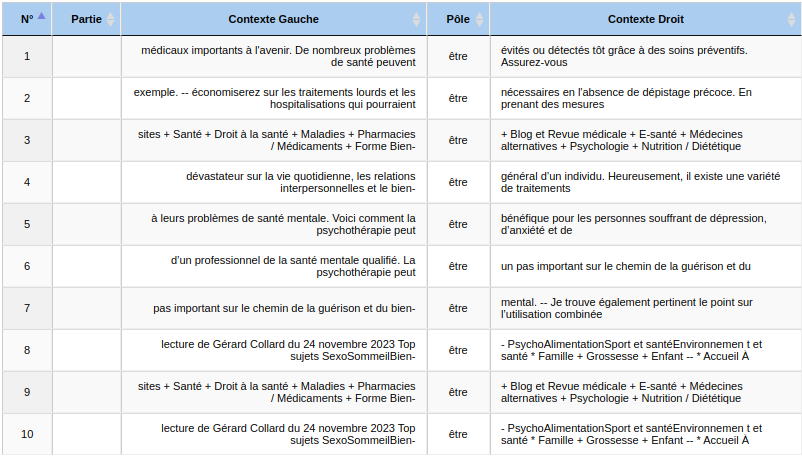 N° Partie Contexte Gauche Pôle Contexte Droit
1 médicaux importants à l'avenir. De nombreux problèmes de santé peuvent être évités ou détectés tôt grâce à des soins préventifs. Assurez-vous
2 exemple. -- économiserez sur les traitements lourds et les hospitalisations qui pourraient être nécessaires en l'absence de dépistage précoce. En prenant des mesures
3 sites + Santé + Droit à la santé + Maladies + Pharmacies / Médicaments + Forme Bien- être + Blog et Revue médicale + E-santé + Médecines alternatives + Psychologie + Nutrition / Diététique
4 dévastateur sur la vie quotidienne, les relations interpersonnelles et le bien- être général d'un individu. Heureusement, il existe une variété de traitements
5 à leurs problèmes de santé mentale. Voici comment la psychothérapie peut être bénéfique pour les personnes souffrant de dépression, d'anxiété et de
6 d'un professionnel de la santé mentale qualifié. La psychothérapie peut être un pas important sur le chemin de la guérison et du
7 pas important sur le chemin de la guérison et du bien- être mental. -- Je trouve également pertinent le point sur l'utilisation combinée
8 lecture de Gérard Collard du 24 novembre 2023 Top sujets SexoSommeilBien- être - PsychoAlimentationSport et santéEnvironnemen t et santé * Famille + Grossesse + Enfant -- * Accueil À
9 sites + Santé + Droit à la santé + Maladies + Pharmacies / Médicaments + Forme Bien- être + Blog et Revue médicale + E-santé + Médecines alternatives + Psychologie + Nutrition / Diététique
10 lecture de Gérard Collard du 24 novembre 2023 Top sujets SexoSommeilBien- être - PsychoAlimentationSport et santéEnvironnemen t et santé * Famille + Grossesse + Enfant -- * Accueil À